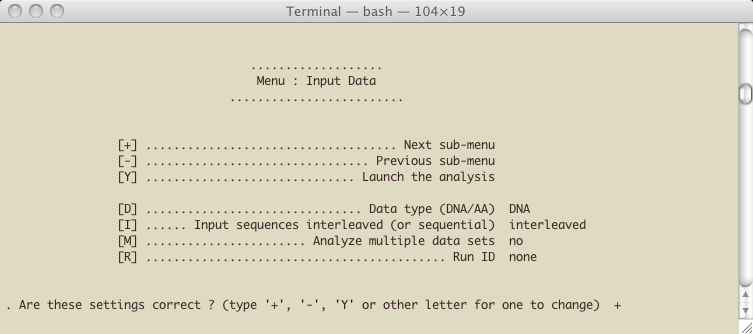 Terminal — bash — 104×19
...................
Menu : Input Data
.........................
[+] .................................... Next sub-menu
[-] ................................ Previous sub-menu
[Y] .............................. Launch the analysis
[D] ............................... Data type (DNA/AA) DNA
[I] ...... Input sequences interleaved (or sequential) interleaved
[M] ....................... Analyze multiple data sets no
[R] ........................................... Run ID none
. Are these settings correct ? (type '+', '-', 'Y' or other letter for one to change) +